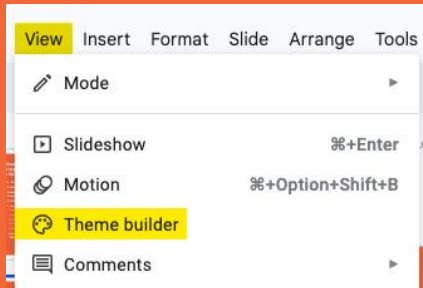 View Insert Format Slide Arrange Tools
Mode
Slideshow ⌘+Enter
Motion ⌘+Option+Shift+B
Theme builder
Comments